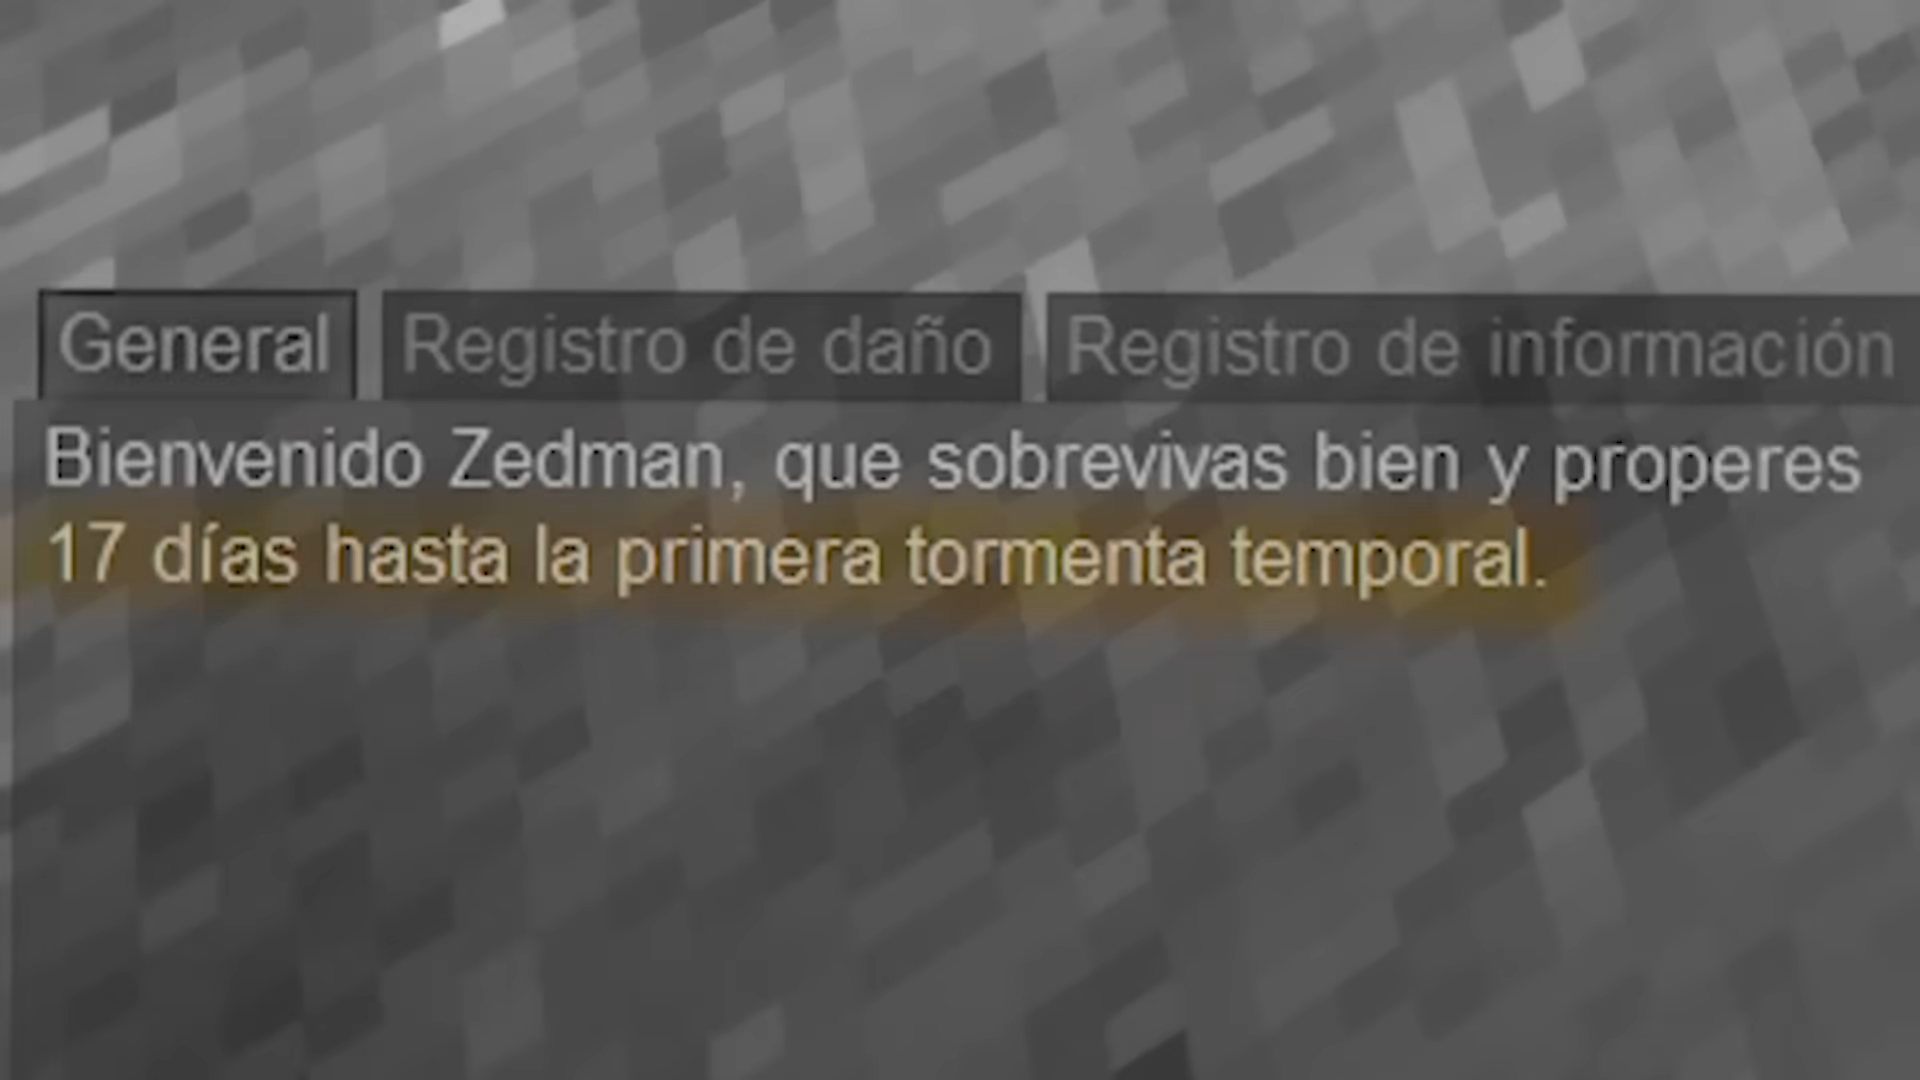 General Registro de daño Registro de información
Bienvenido Zedman, que sobrevivas bien y properes
17 días hasta la primera tormenta temporal.